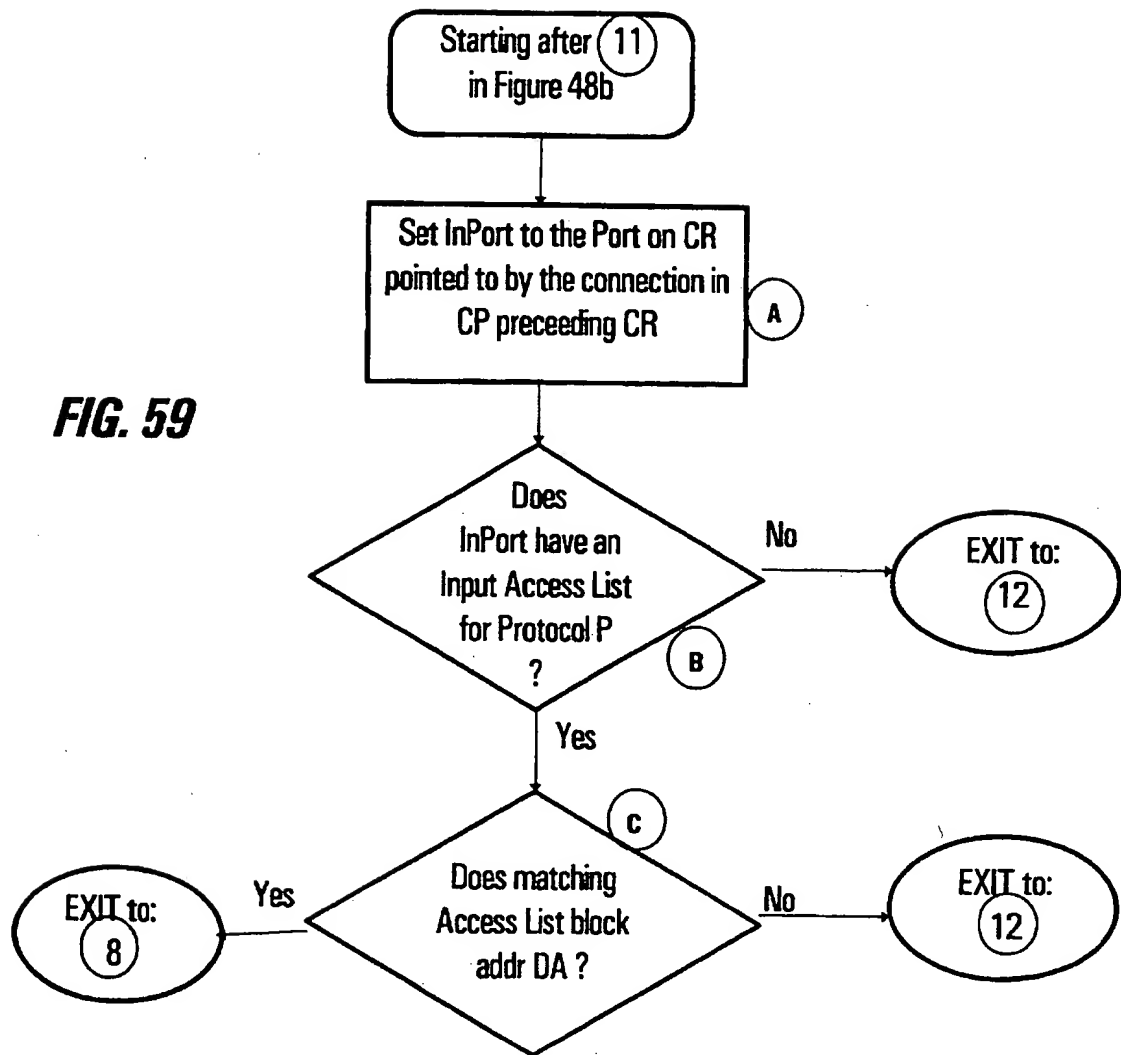 Starting after 11
in Figure 48b
Set InPort to the Port on CR
pointed to by the connection in
CP preceeding CR
A
FIG. 59
Does
InPort have an
Input Access List
for Protocol P
?
B
No
EXIT to:
12
Yes
C
Does matching
Access List block
addr DA ?
Yes
EXIT to:
8
No
EXIT to:
12